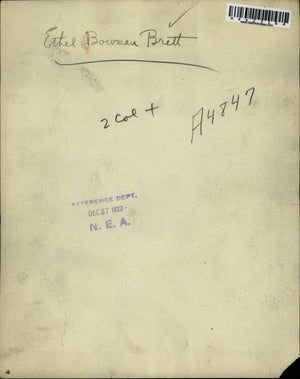 Ethel Bowman Brett
2 Col +
A4847
REFERENCE DEPT.
DEC 27 1923
N. E. A.